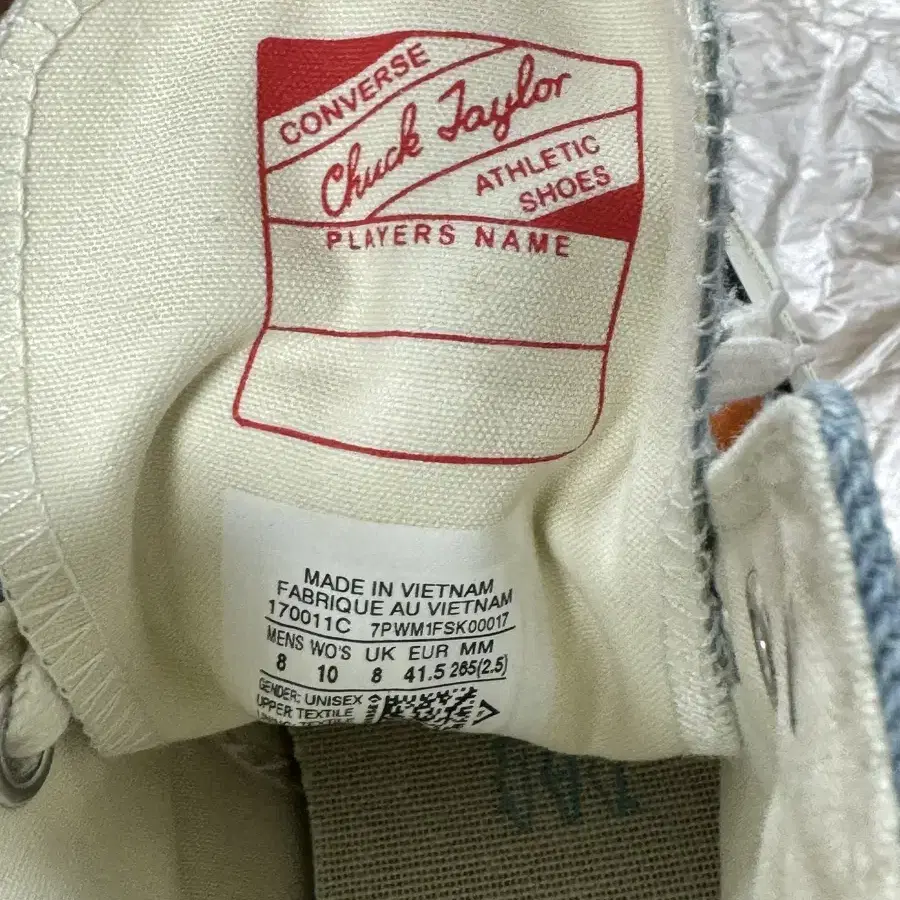 CONVERSE
Chuck Taylor
ATHLETIC
SHOES
PLAYERS NAME
MADE IN VIETNAM
FABRIQUE AU VIETNAM
170011C 7PWM1FSK00017
MENS WO'S UK EUR MM
8 10 8 41.5 265(2.5)
GENDER: UNISEX
UPPER TEXTILE